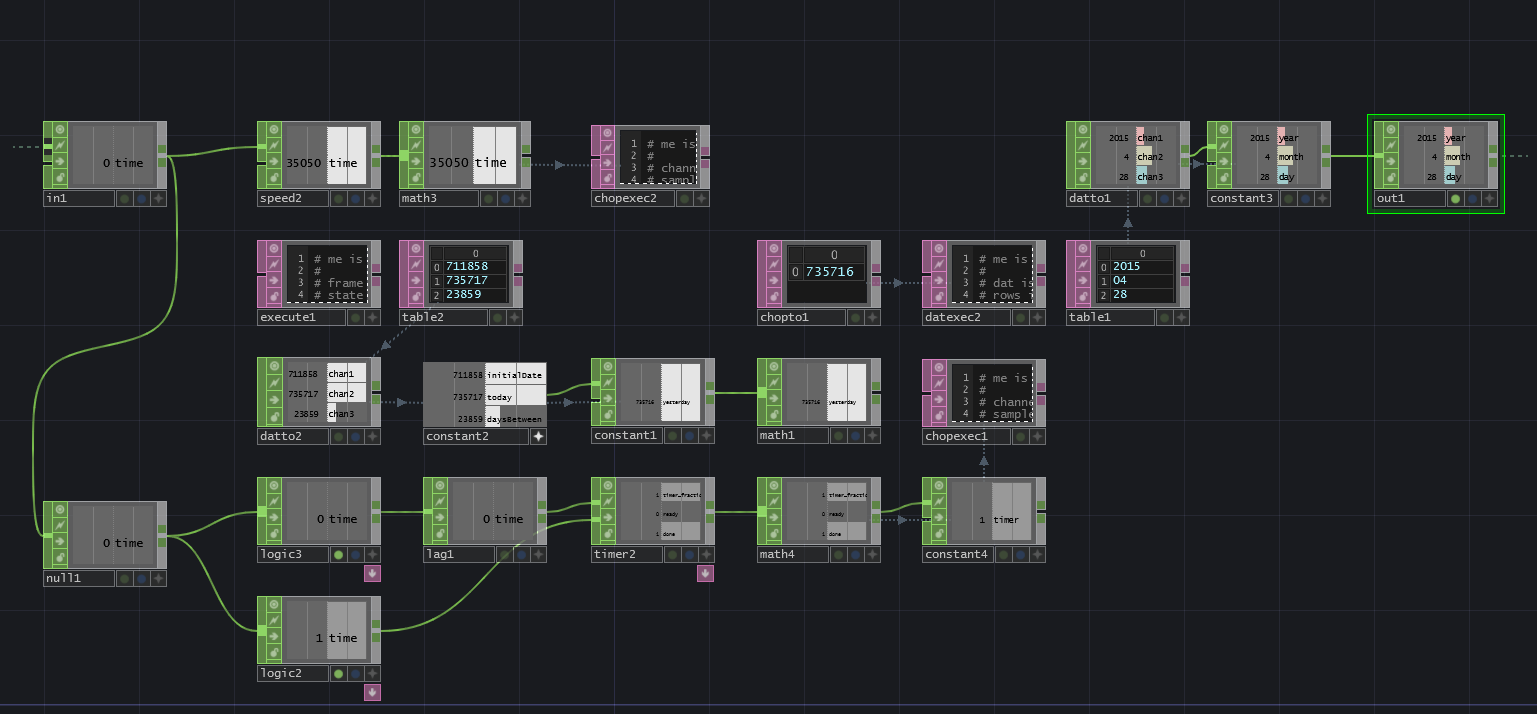 0 time
in1
35050 time
speed2
35050 time
math3
1 # me is
2 #
3 # chann
4 # sampl
chopexec2
2015 chan1
4 chan2
28 chan3
datto1
2015 year
4 month
28 day
constant3
2015 year
4 month
28 day
out1
1 # me is
2 #
3 # frame
4 # state
execute1
0
0 711858
1 735717
2 23859
table2
0
0 735716
chopto1
1 # me is
2 #
3 # dat is
4 # rows i
datexec2
0
0 2015
1 04
2 28
table1
711858 chan1
735717 chan2
23859 chan3
datto2
711858 initialDate
735717 today
23859 daysBetween
constant2
735716 yesterday
constant1
735716 yesterday
math1
1 # me is
2 #
3 # channe
4 # sample
chopexec1
0 time
null1
0 time
logic3
0 time
lag1
1 timer_fractic
0 ready
1 done
timer2
1 timer_fractic
0 ready
1 done
math4
1 timer
constant4
1 time
logic2